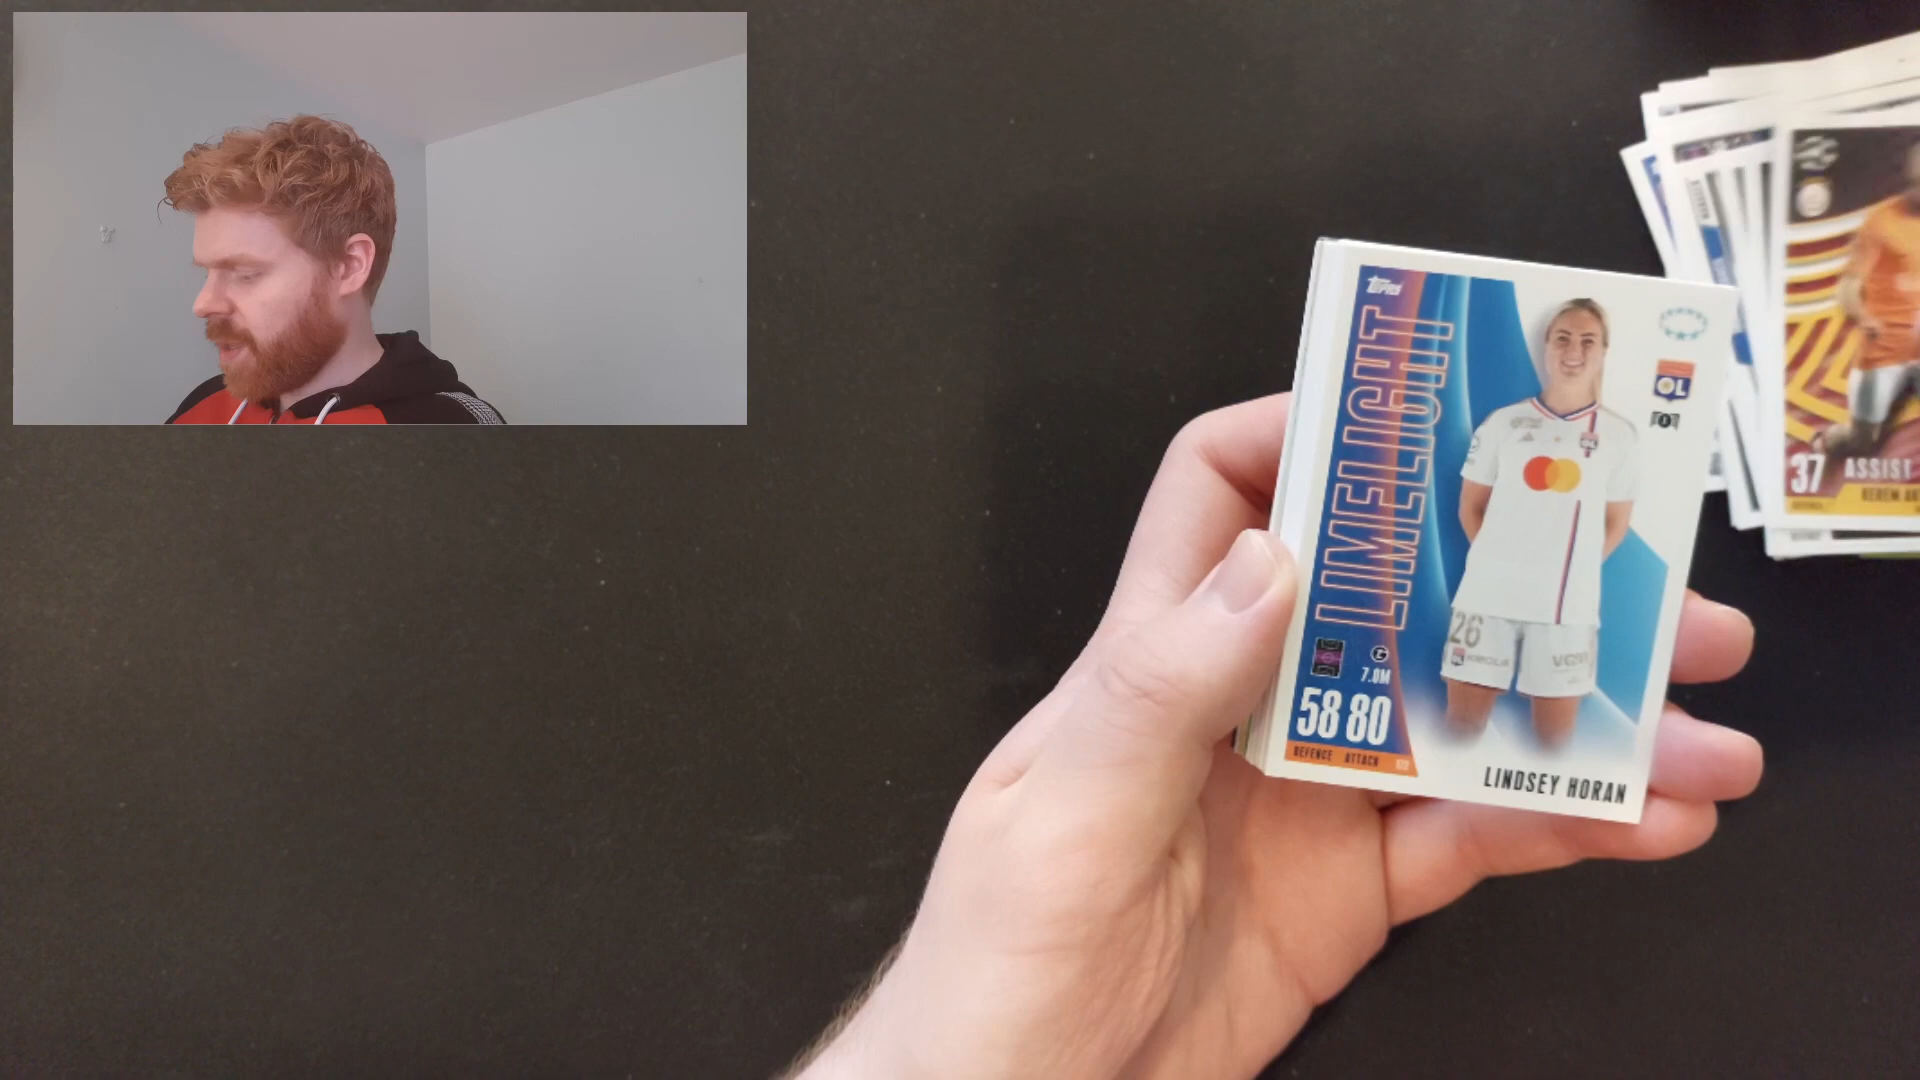 Topps
LIMELIGHT
OL
26
7.0M
58 80
DEFENCE ATTACK
LINDSEY HORAN
37
ASSIST